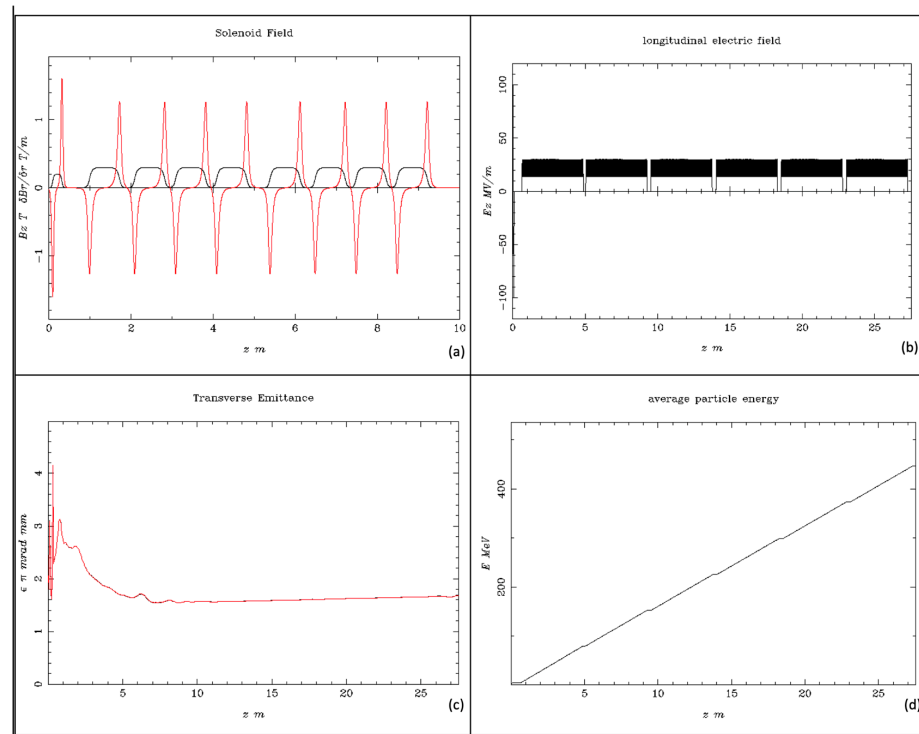 Solenoid Field
Bz T δBr/δr T/m
1
0
−1
0 2 4 6 8 10
z m
(a)
longitudinal electric field
Ez MV/m
100
50
0
−50
−100
0 5 10 15 20 25
z m
(b)
Transverse Emittance
ϵ π mrad mm
4
3
2
1
0
5 10 15 20 25
z m
(c)
average particle energy
E MeV
400
200
5 10 15 20 25
z m
(d)